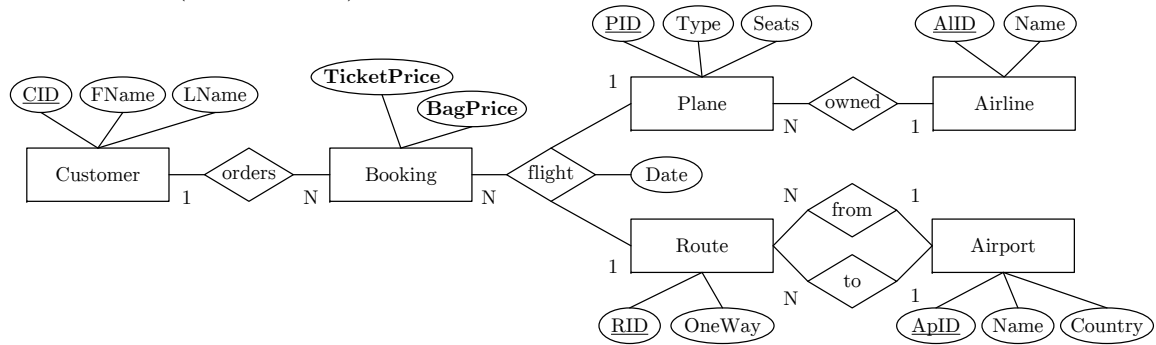 PID Type Seats AlID Name
TicketPrice
1
CID FName LName BagPrice Plane owned Airline
N 1
Customer orders Booking flight Date
1 N N N from 1
Route Airport
1 to
N 1
RID OneWay ApID Name Country